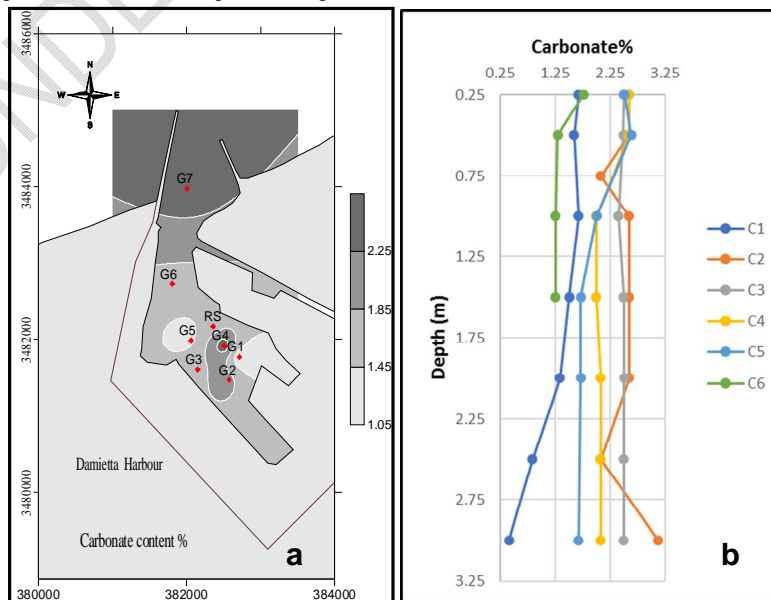 3486000
3484000
3482000
3480000
N
W
E
S
G7
G6
RS
G5
G4
G1
G3
G2
2.25
1.85
1.45
1.05
Damietta Harbour
Carbonate content %
a
380000
382000
384000
Carbonate%
0.25 1.25 2.25 3.25
0.25
0.75
1.25
1.75
2.25
2.75
3.25
Depth (m)
C1
C2
C3
C4
C5
C6
b